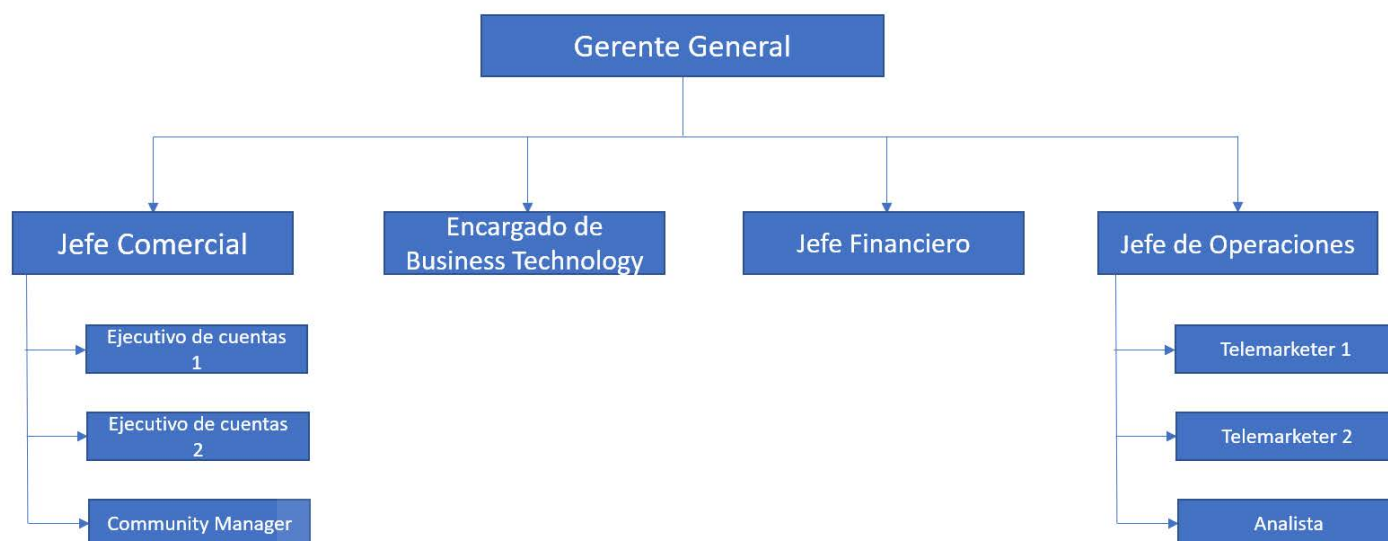 Gerente General
Jefe Comercial
Encargado de
Business Technology
Jefe Financiero
Jefe de Operaciones
Ejecutivo de cuentas
1
Ejecutivo de cuentas
2
Community Manager
Telemarketer 1
Telemarketer 2
Analista